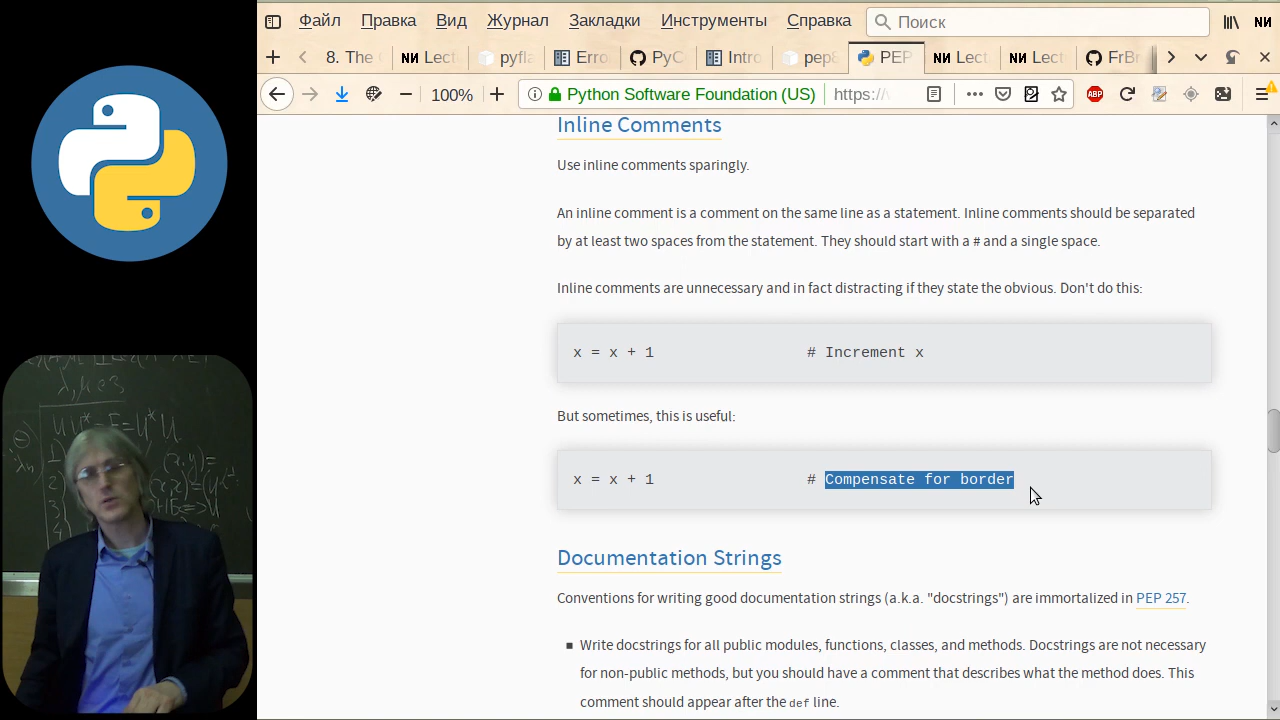 Файл Правка Вид Журнал Закладки Инструменты Справка Поиск ИИ
8. The ИИ Lect pyfla Erro PyC Intro pep8 PEP ИИ Lect ИИ Lect FrBr
100% Python Software Foundation (US) https:// ABP
Inline Comments
Use inline comments sparingly.
An inline comment is a comment on the same line as a statement. Inline comments should be separated
by at least two spaces from the statement. They should start with a # and a single space.
Inline comments are unnecessary and in fact distracting if they state the obvious. Don't do this:
x = x + 1 # Increment x
But sometimes, this is useful:
x = x + 1 # Compensate for border
Documentation Strings
Conventions for writing good documentation strings (a.k.a. "docstrings") are immortalized in PEP 257.
Write docstrings for all public modules, functions, classes, and methods. Docstrings are not necessary
for non-public methods, but you should have a comment that describes what the method does. This
comment should appear after the def line.